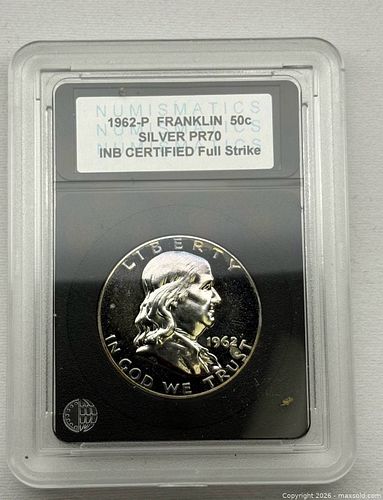 NUMISMATICS
1962-P FRANKLIN 50c
SILVER PR70
INB CERTIFIED Full Strike
LIBERTY
1962
IN GOD WE TRUST
Copyright © 2026 - maxsold.com